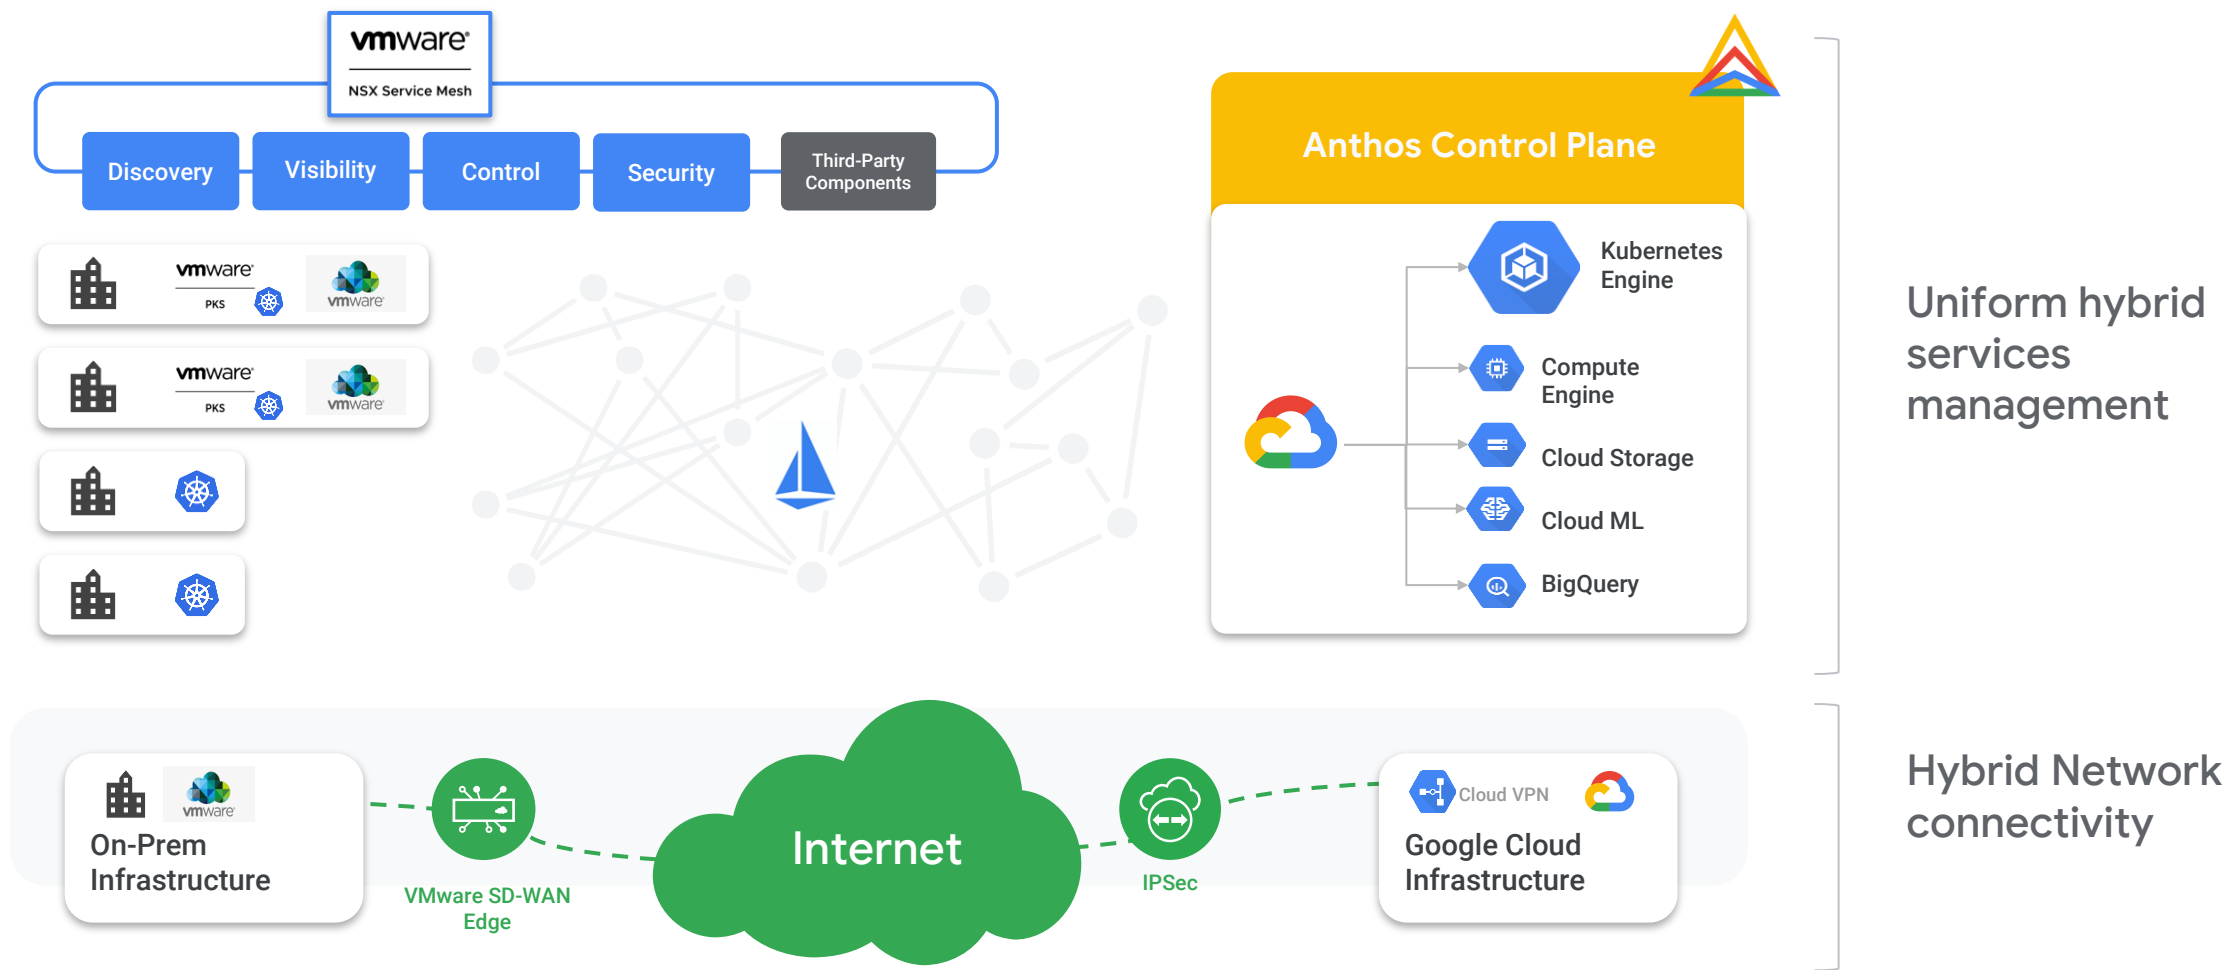 vmware®
NSX Service Mesh
Discovery
Visibility
Control
Security
Third-Party
Components
vmware®
PKS
vmware®
vmware®
PKS
vmware®
Anthos Control Plane
Kubernetes
Engine
Compute
Engine
Cloud Storage
Cloud ML
BigQuery
Uniform hybrid
services
management
vmware®
On-Prem
Infrastructure
VMware SD-WAN
Edge
Internet
IPSec
Cloud VPN
Google Cloud
Infrastructure
Hybrid Network
connectivity